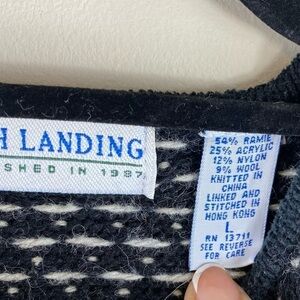 H LANDING
SHED IN 1987
54% RAMIE
25% ACRYLIC
12% NYLON
9% WOOL
KNITTED IN
CHINA
LINKED AND
STITCHED IN
HONG KONG
L
RN 13711
SEE REVERSE
FOR CARE